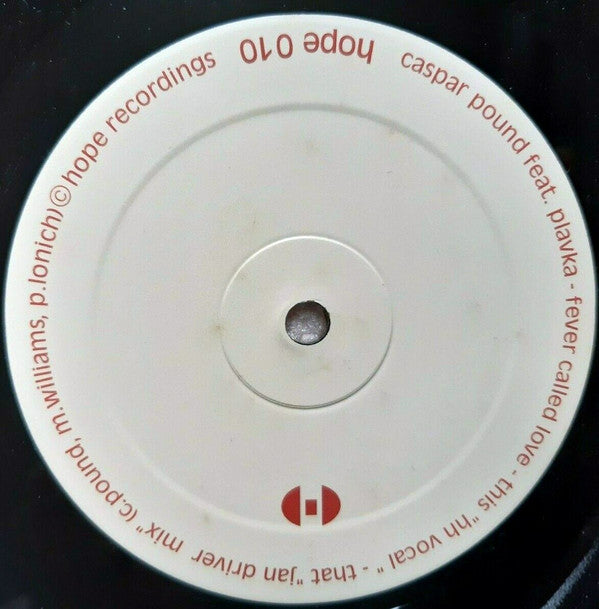 hope 010
caspar pound feat. plavka - fever called love - this "hh vocal" - that "jan driver mix" (c.pound, m.williams, p.lonich)©hope recordings